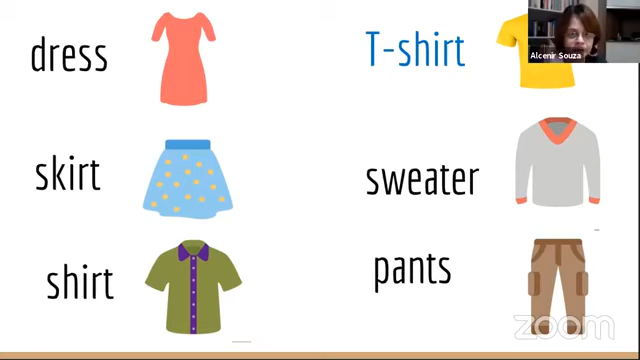 dress
T-shirt
Alcenir Souza
skirt
sweater
shirt
pants
zoom